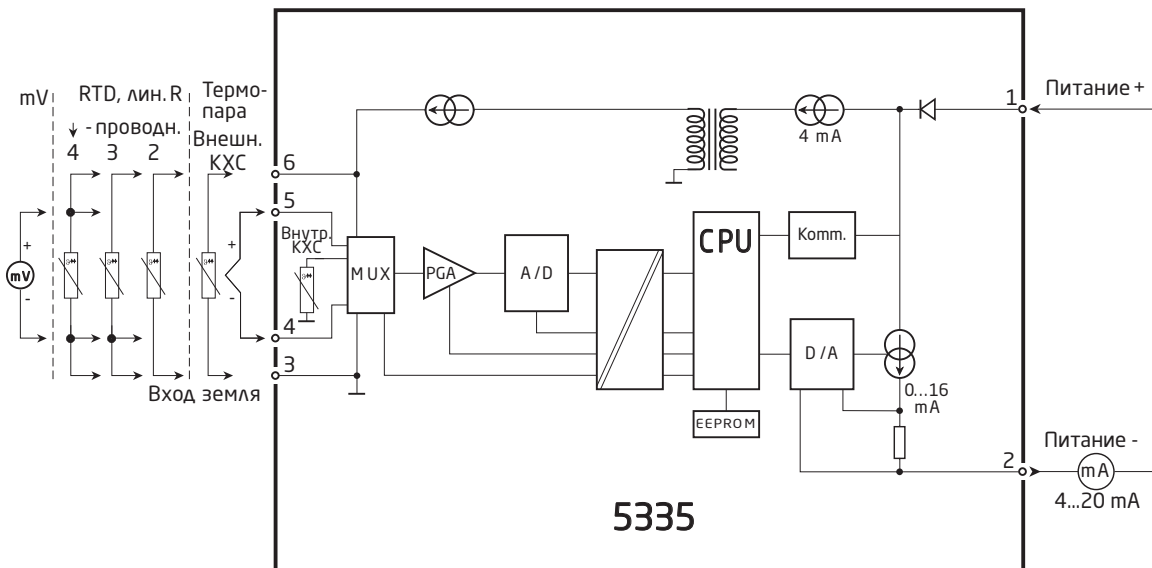 mV
RTD, лин. R
↓ - проводн.
4 3 2
Термо-
пара
Внешн.
КХС
6
5
4
3
Внутр.
КХС
+
-
mV
+
-
Вход земля
MUX
PGA
A/D
CPU
EEPROM
Komm.
D/A
4 mA
0...16
mA
1
Питание +
2
Питание -
mA
4...20 mA
5335